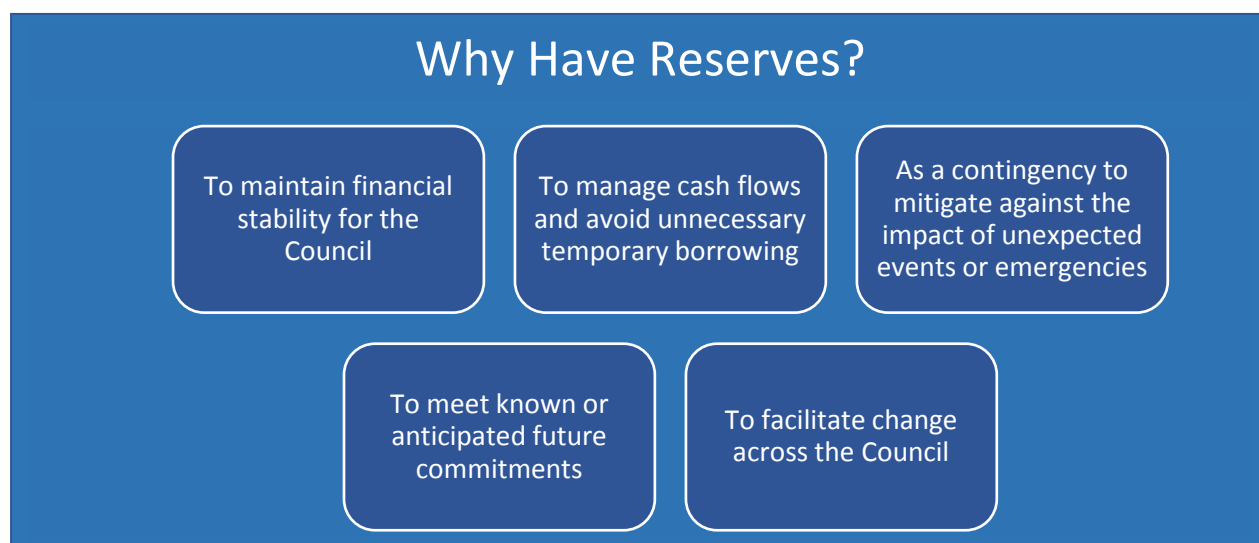 Why Have Reserves?
To maintain financial
stability for the
Council
To manage cash flows
and avoid unnecessary
temporary borrowing
As a contingency to
mitigate against the
impact of unexpected
events or emergencies
To meet known or
anticipated future
commitments
To facilitate change
across the Council